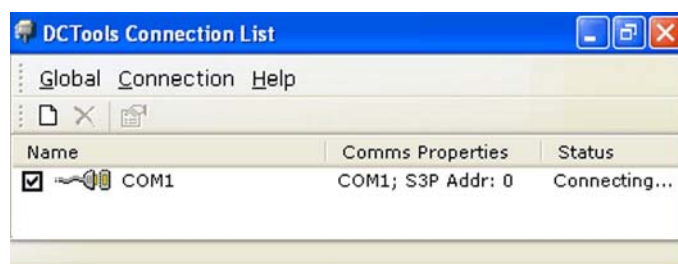 DCTools Connection List
Global Connection Help
Name Comms Properties Status
COM1 COM1; S3P Addr: 0 Connecting...